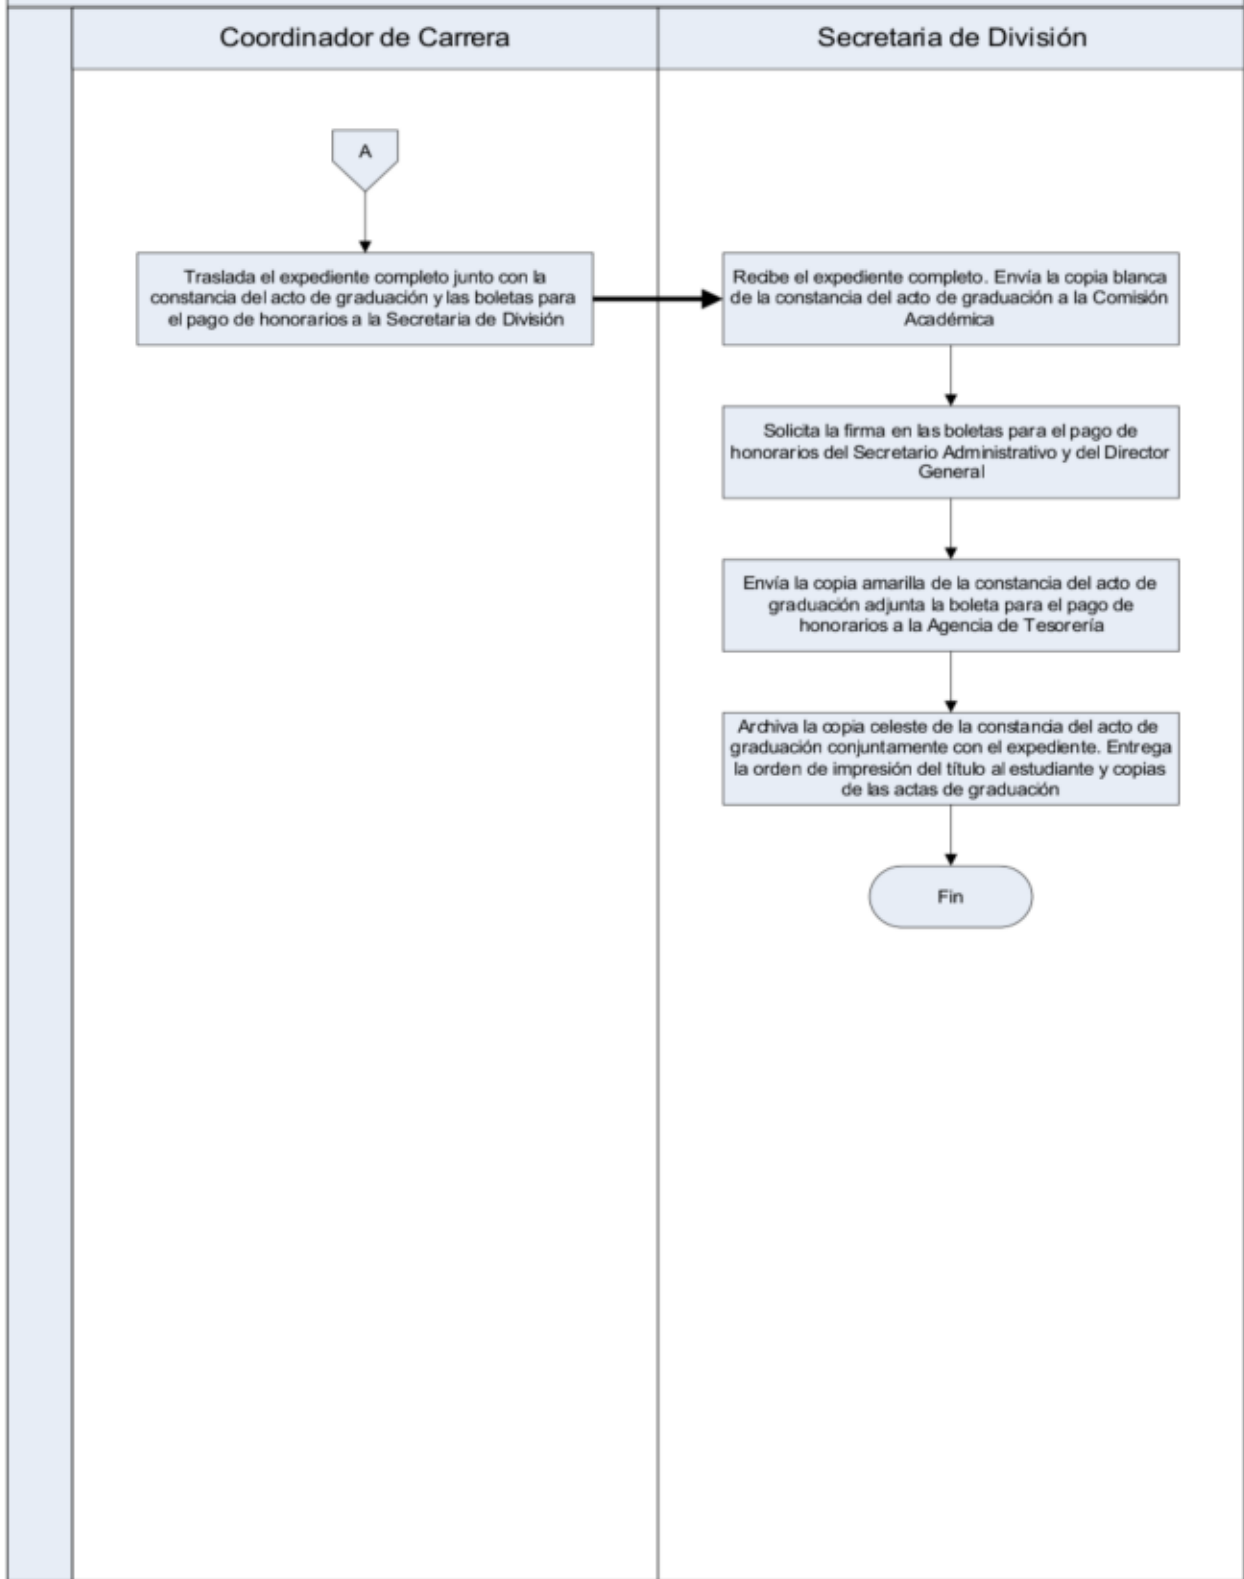 Coordinador de Carrera
Secretaria de División
A
Traslada el expediente completo junto con la
constancia del acto de graduación y las boletas para
el pago de honorarios a la Secretaria de División
Recibe el expediente completo. Envía la copia blanca
de la constancia del acto de graduación a la Comisión
Académica
Solicita la firma en las boletas para el pago de
honorarios del Secretario Administrativo y del Director
General
Envía la copia amarilla de la constancia del acto de
graduación adjunta la boleta para el pago de
honorarios a la Agencia de Tesorería
Archiva la copia celeste de la constancia del acto de
graduación conjuntamente con el expediente. Entrega
la orden de impresión del título al estudiante y copias
de las actas de graduación
Fin